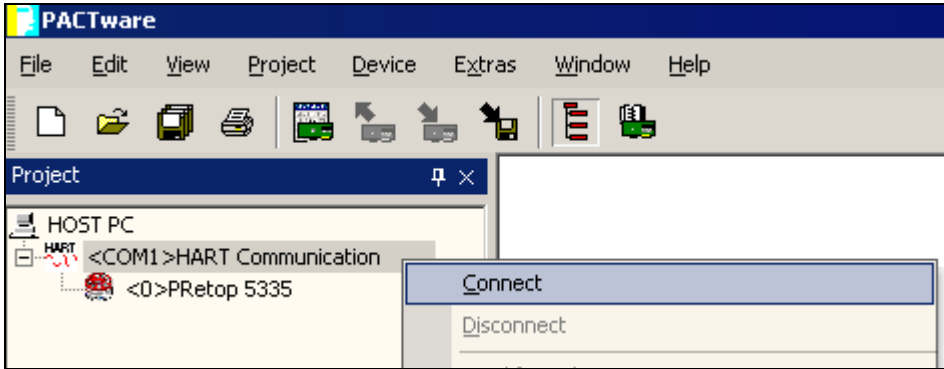 PACTware
File Edit View Project Device Extras Window Help
Project
HOST PC
HART <COM1>HART Communication
<0>PRetop 5335
Connect
Disconnect